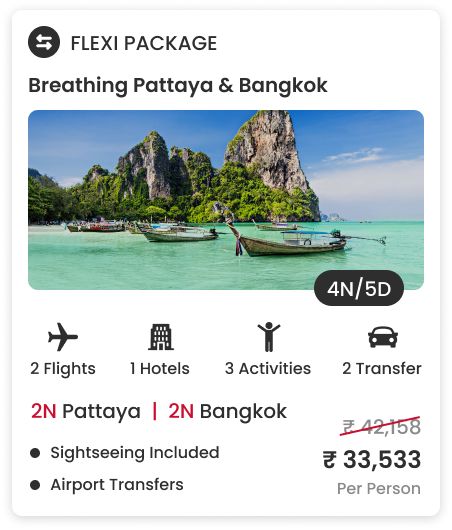 FLEXI PACKAGE
Breathing Pattaya & Bangkok
4N/5D
2 Flights
1 Hotels
3 Activities
2 Transfer
2N Pattaya | 2N Bangkok
₹ 42,158
Sightseeing Included
₹ 33,533
Airport Transfers
Per Person